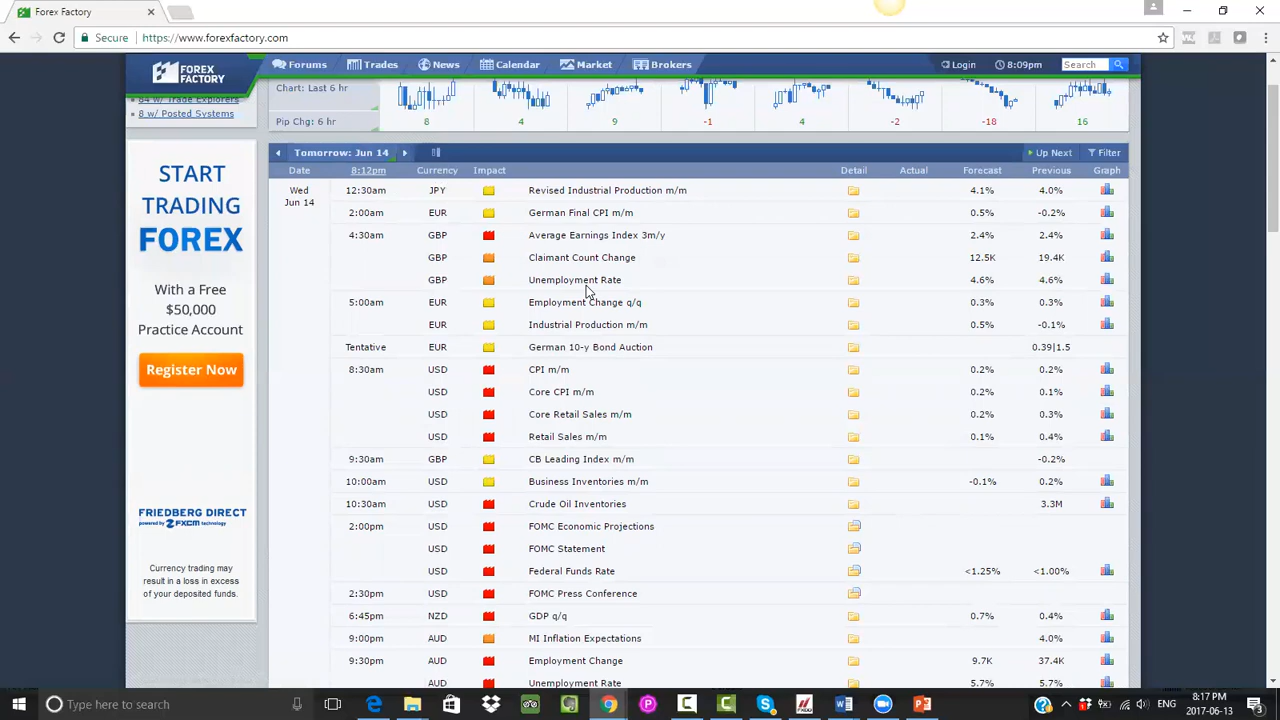 Forex Factory
Secure https://www.forexfactory.com
FOREX FACTORY Forums Trades News Calendar Market Brokers Login 8:09pm Search
84 w/ Trade Explorers
8 w/ Posted Systems
Chart: Last 6 hr
Pip Chg: 6 hr 8 4 9 -1 4 -2 -18 16
START
TRADING
FOREX
With a Free
$50,000
Practice Account
Register Now
FRIEDBERG DIRECT
powered by FXCM technology
Currency trading may
result in a loss in excess
of your deposited funds.
Tomorrow: Jun 14 Up Next Filter
Date 8:12pm Currency Impact Detail Actual Forecast Previous Graph
Wed
Jun 14
12:30am JPY Revised Industrial Production m/m 4.1% 4.0%
2:00am EUR German Final CPI m/m 0.5% -0.2%
4:30am GBP Average Earnings Index 3m/y 2.4% 2.4%
GBP Claimant Count Change 12.5K 19.4K
GBP Unemployment Rate 4.6% 4.6%
5:00am EUR Employment Change q/q 0.3% 0.3%
EUR Industrial Production m/m 0.5% -0.1%
Tentative EUR German 10-y Bond Auction 0.39|1.5
8:30am USD CPI m/m 0.2% 0.2%
USD Core CPI m/m 0.2% 0.1%
USD Core Retail Sales m/m 0.2% 0.3%
USD Retail Sales m/m 0.1% 0.4%
9:30am GBP CB Leading Index m/m -0.2%
10:00am USD Business Inventories m/m -0.1% 0.2%
10:30am USD Crude Oil Inventories 3.3M
2:00pm USD FOMC Economic Projections
USD FOMC Statement
USD Federal Funds Rate <1.25% <1.00%
2:30pm USD FOMC Press Conference
6:45pm NZD GDP q/q 0.7% 0.4%
9:00pm AUD MI Inflation Expectations 4.0%
9:30pm AUD Employment Change 9.7K 37.4K
AUD Unemployment Rate 5.7% 5.7%
Type here to search
8:17 PM
2017-06-13